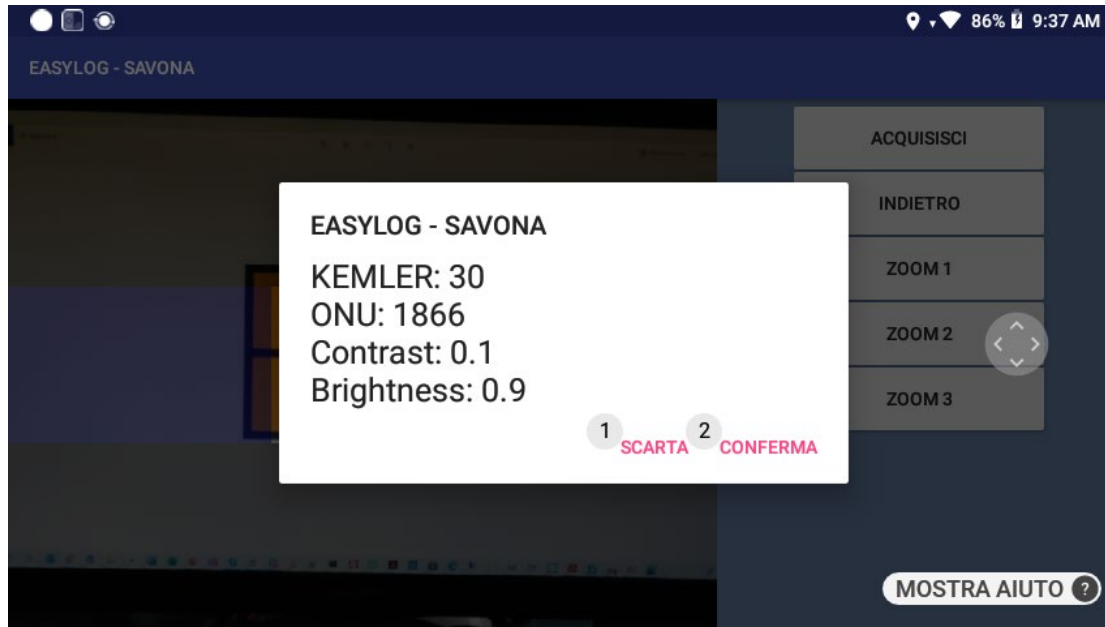 86% 9:37 AM
EASYLOG - SAVONA
ACQUISISCI
INDIETRO
ZOOM 1
ZOOM 2
ZOOM 3
EASYLOG - SAVONA
KEMLER: 30
ONU: 1866
Contrast: 0.1
Brightness: 0.9
1 SCARTA 2 CONFERMA
MOSTRA AIUTO ?